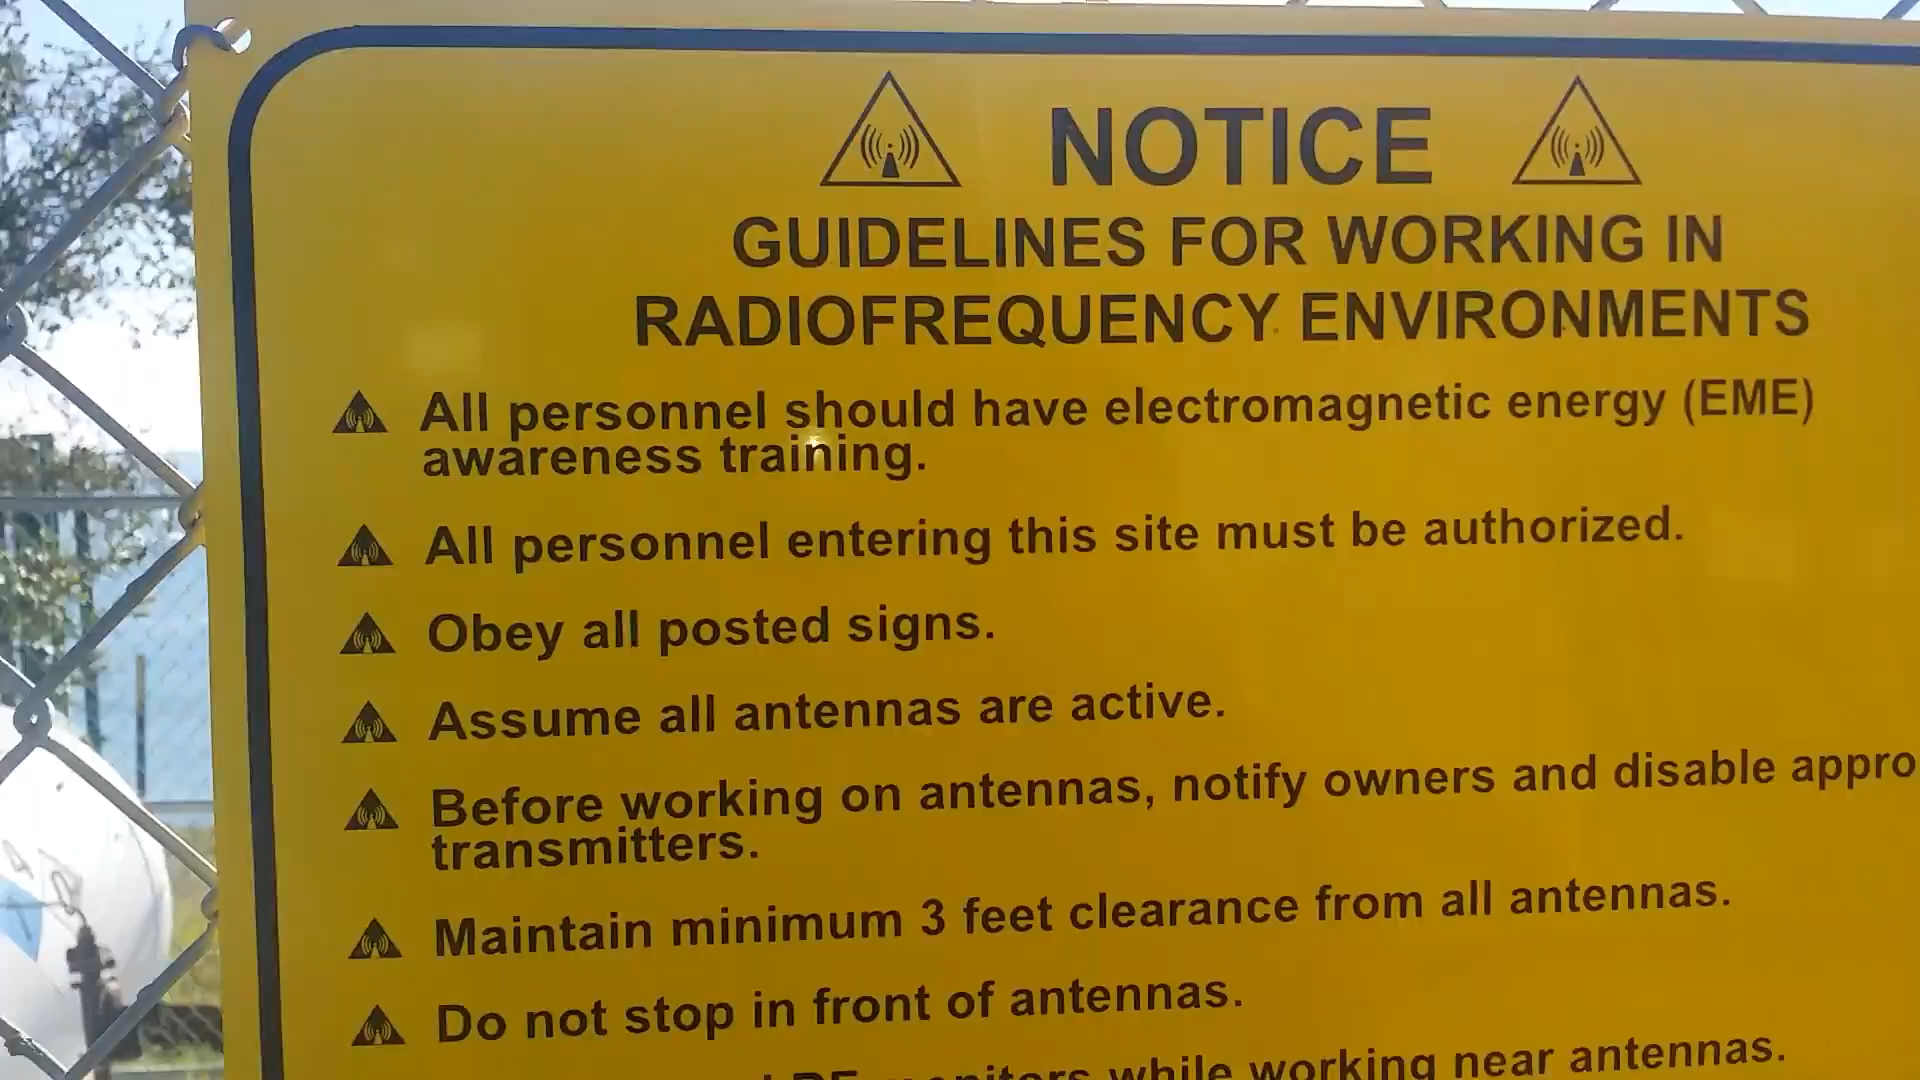 NOTICE
GUIDELINES FOR WORKING IN
RADIOFREQUENCY ENVIRONMENTS
All personnel should have electromagnetic energy (EME)
awareness training.
All personnel entering this site must be authorized.
Obey all posted signs.
Assume all antennas are active.
Before working on antennas, notify owners and disable appro
transmitters.
Maintain minimum 3 feet clearance from all antennas.
Do not stop in front of antennas.
RF monitors while working near antennas.